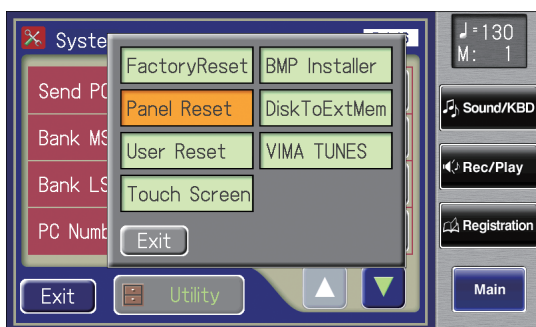 Syste
♩=130
M: 1
FactoryReset BMP Installer
Send PC
Panel Reset DiskToExtMem
Sound/KBD
Bank MS
User Reset VIMA TUNES
Rec/Play
Bank LS
Touch Screen
PC Numb
Exit
Registration
Exit Utility
Main